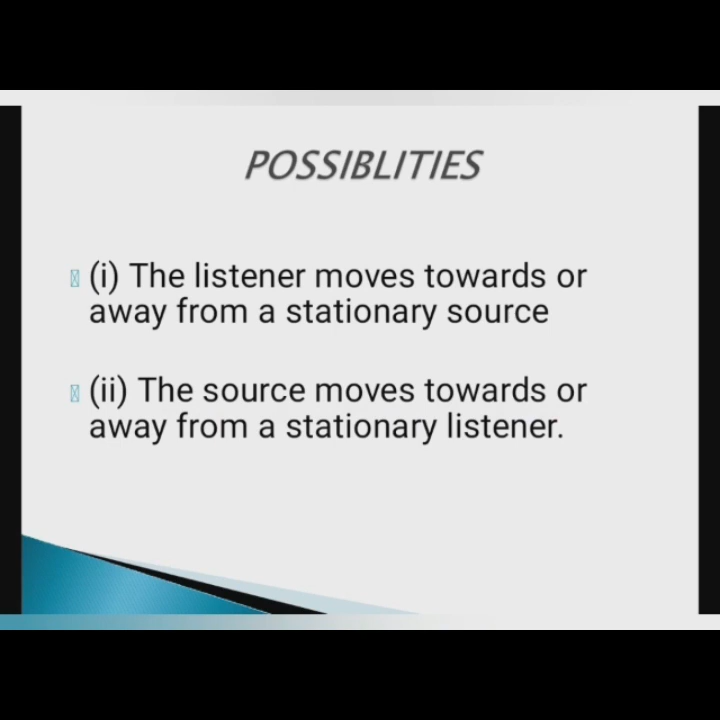 POSSIBLITIES
(i) The listener moves towards or
away from a stationary source
(ii) The source moves towards or
away from a stationary listener.